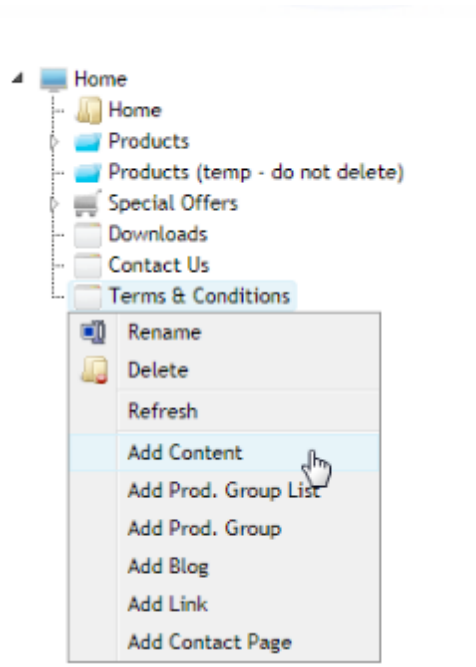 Home
Home
Products
Products (temp - do not delete)
Special Offers
Downloads
Contact Us
Terms & Conditions
Rename
Delete
Refresh
Add Content
Add Prod. Group List
Add Prod. Group
Add Blog
Add Link
Add Contact Page